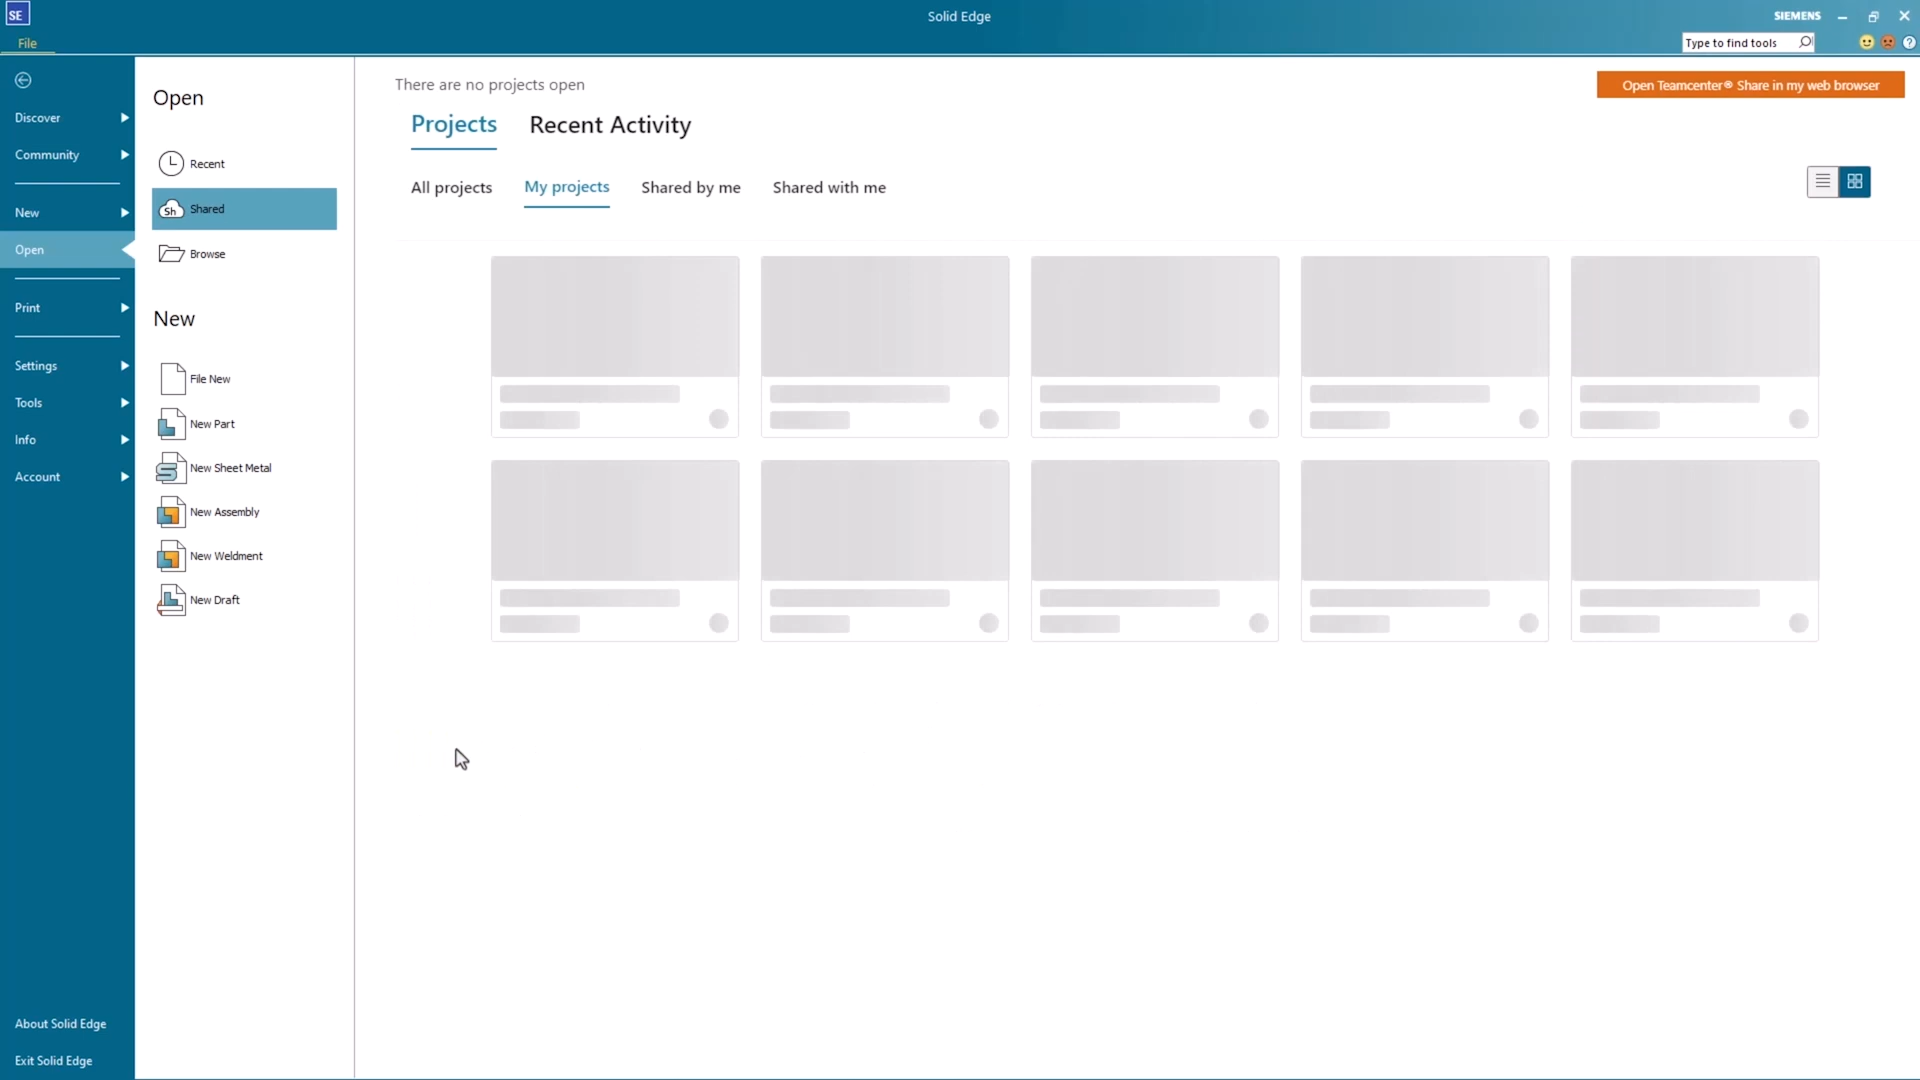 SE
Solid Edge
SIEMENS
File
Type to find tools
Discover
Community
New
Open
Print
Settings
Tools
Info
Account
About Solid Edge
Exit Solid Edge
Open
Recent
Sh Shared
Browse
New
File New
New Part
New Sheet Metal
New Assembly
New Weldment
New Draft
There are no projects open
Open Teamcenter® Share in my web browser
Projects Recent Activity
All projects My projects Shared by me Shared with me